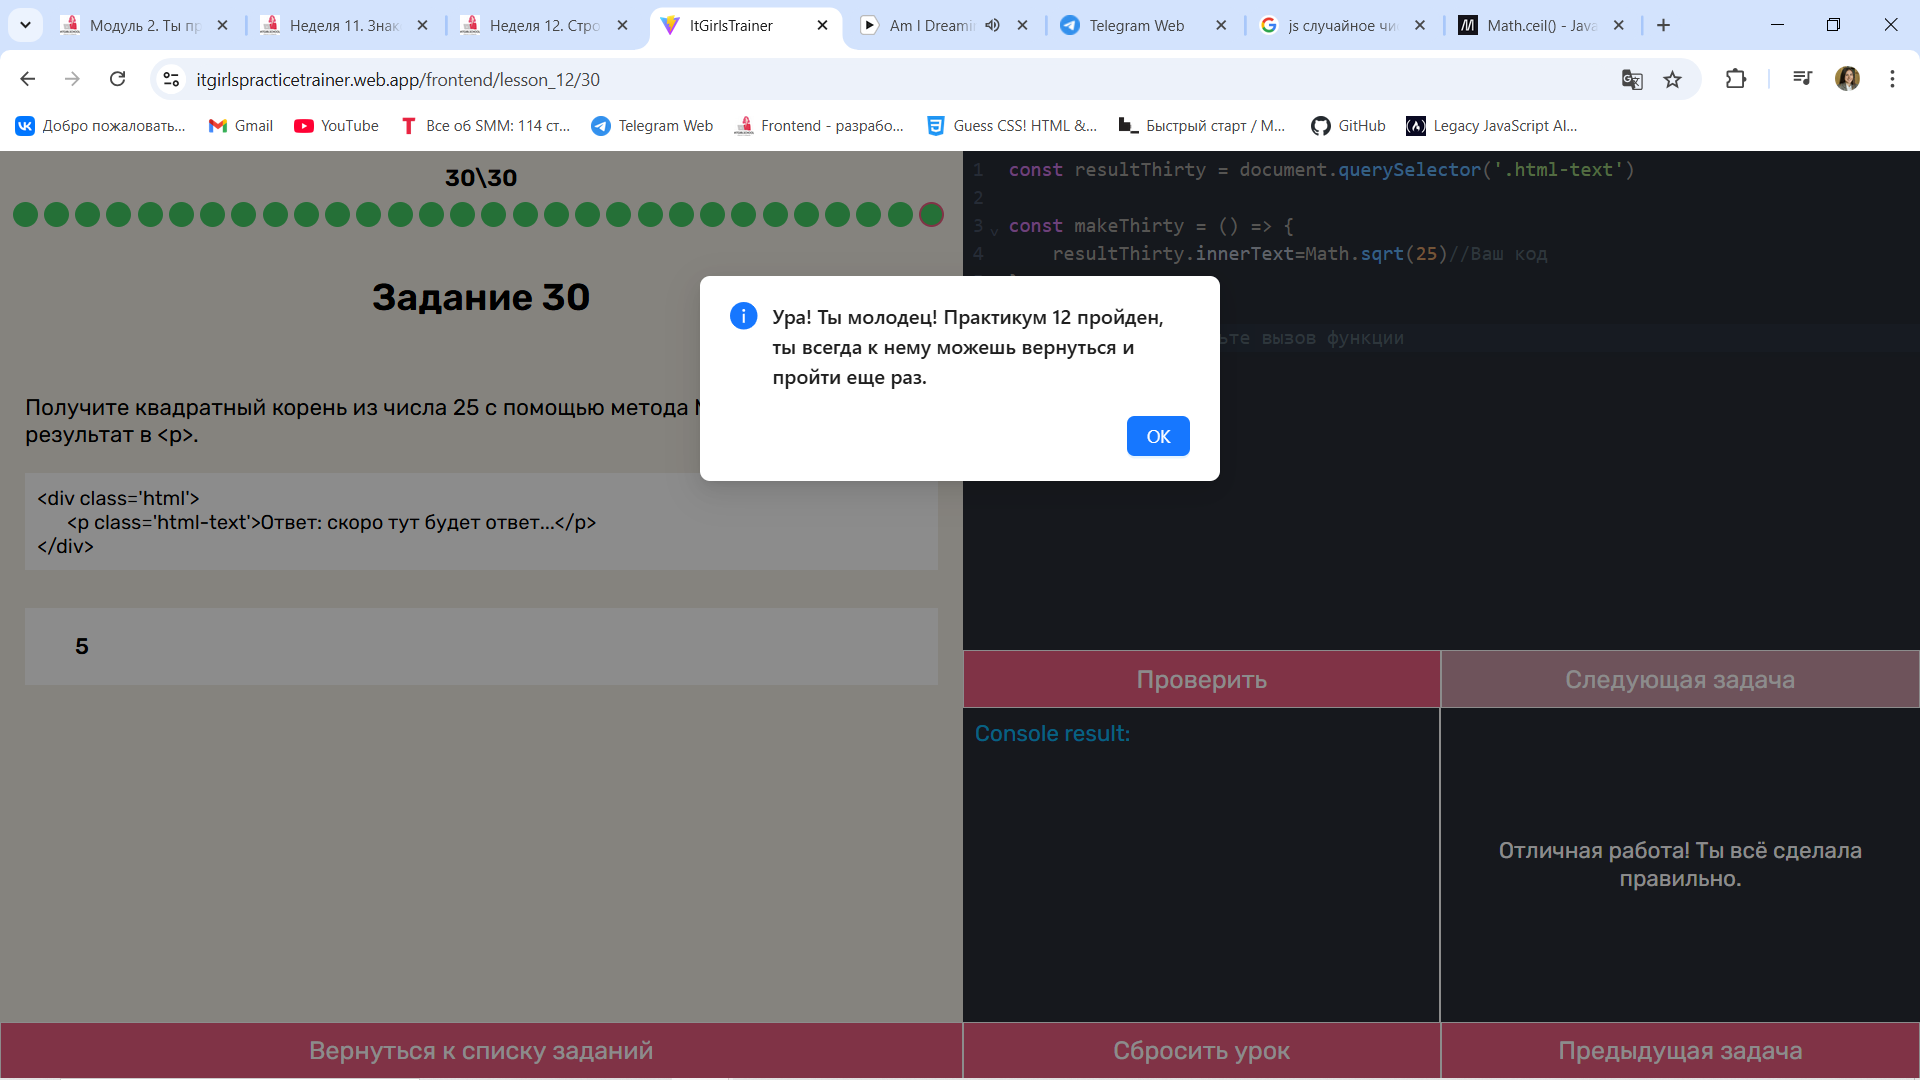 Модуль 2. Ты пр
Неделя 11. Знак
Неделя 12. Стро
ItGirlsTrainer
Am I Dreamin
Telegram Web
js случайное чис
Math.ceil() - Java
itgirlspracticetrainer.web.app/frontend/lesson_12/30
Добро пожаловать...
Gmail
YouTube
Все об SMM: 114 ст...
Telegram Web
Frontend - разрабо...
Guess CSS! HTML &...
Быстрый старт / М...
GitHub
Legacy JavaScript Al...
30\30
Задание 30
Получите квадратный корень из числа 25 с помощью метода
результат в <p>.
<div class='html'>
<p class='html-text'>Ответ: скоро тут будет ответ...</p>
</div>
5
1 const resultThirty = document.querySelector('.html-text')
2
3 const makeThirty = () => {
4 resultThirty.innerText=Math.sqrt(25)//Ваш код
вызов функции
Ура! Ты молодец! Практикум 12 пройден,
ты всегда к нему можешь вернуться и
пройти еще раз.
OK
Проверить
Следующая задача
Console result:
Отличная работа! Ты всё сделала
правильно.
Вернуться к списку заданий
Сбросить урок
Предыдущая задача